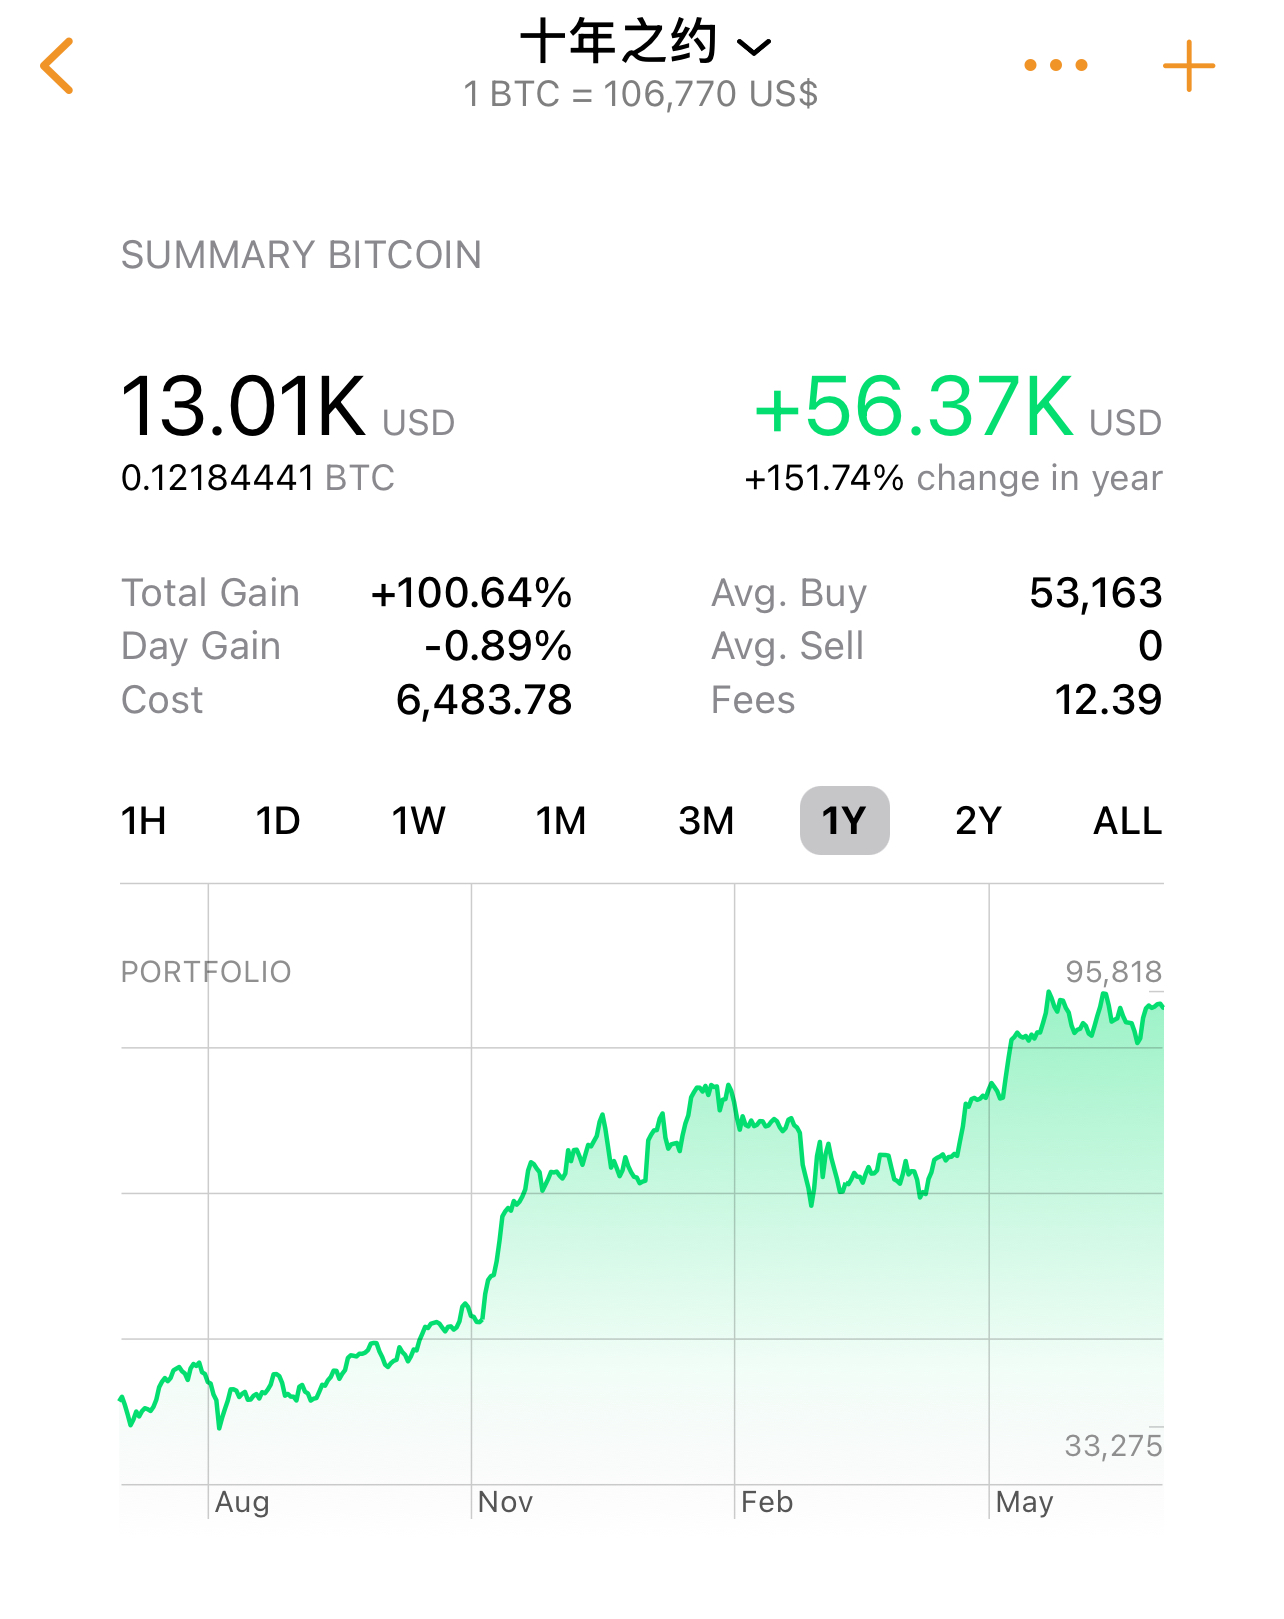 十年之约
1 BTC = 106,770 US$
SUMMARY BITCOIN
13.01K USD
+56.37K USD
0.12184441 BTC
+151.74% change in year
Total Gain +100.64%
Avg. Buy 53,163
Day Gain -0.89%
Avg. Sell 0
Cost 6,483.78
Fees 12.39
1H 1D 1W 1M 3M 1Y 2Y ALL
PORTFOLIO
95,818
33,275
Aug Nov Feb May